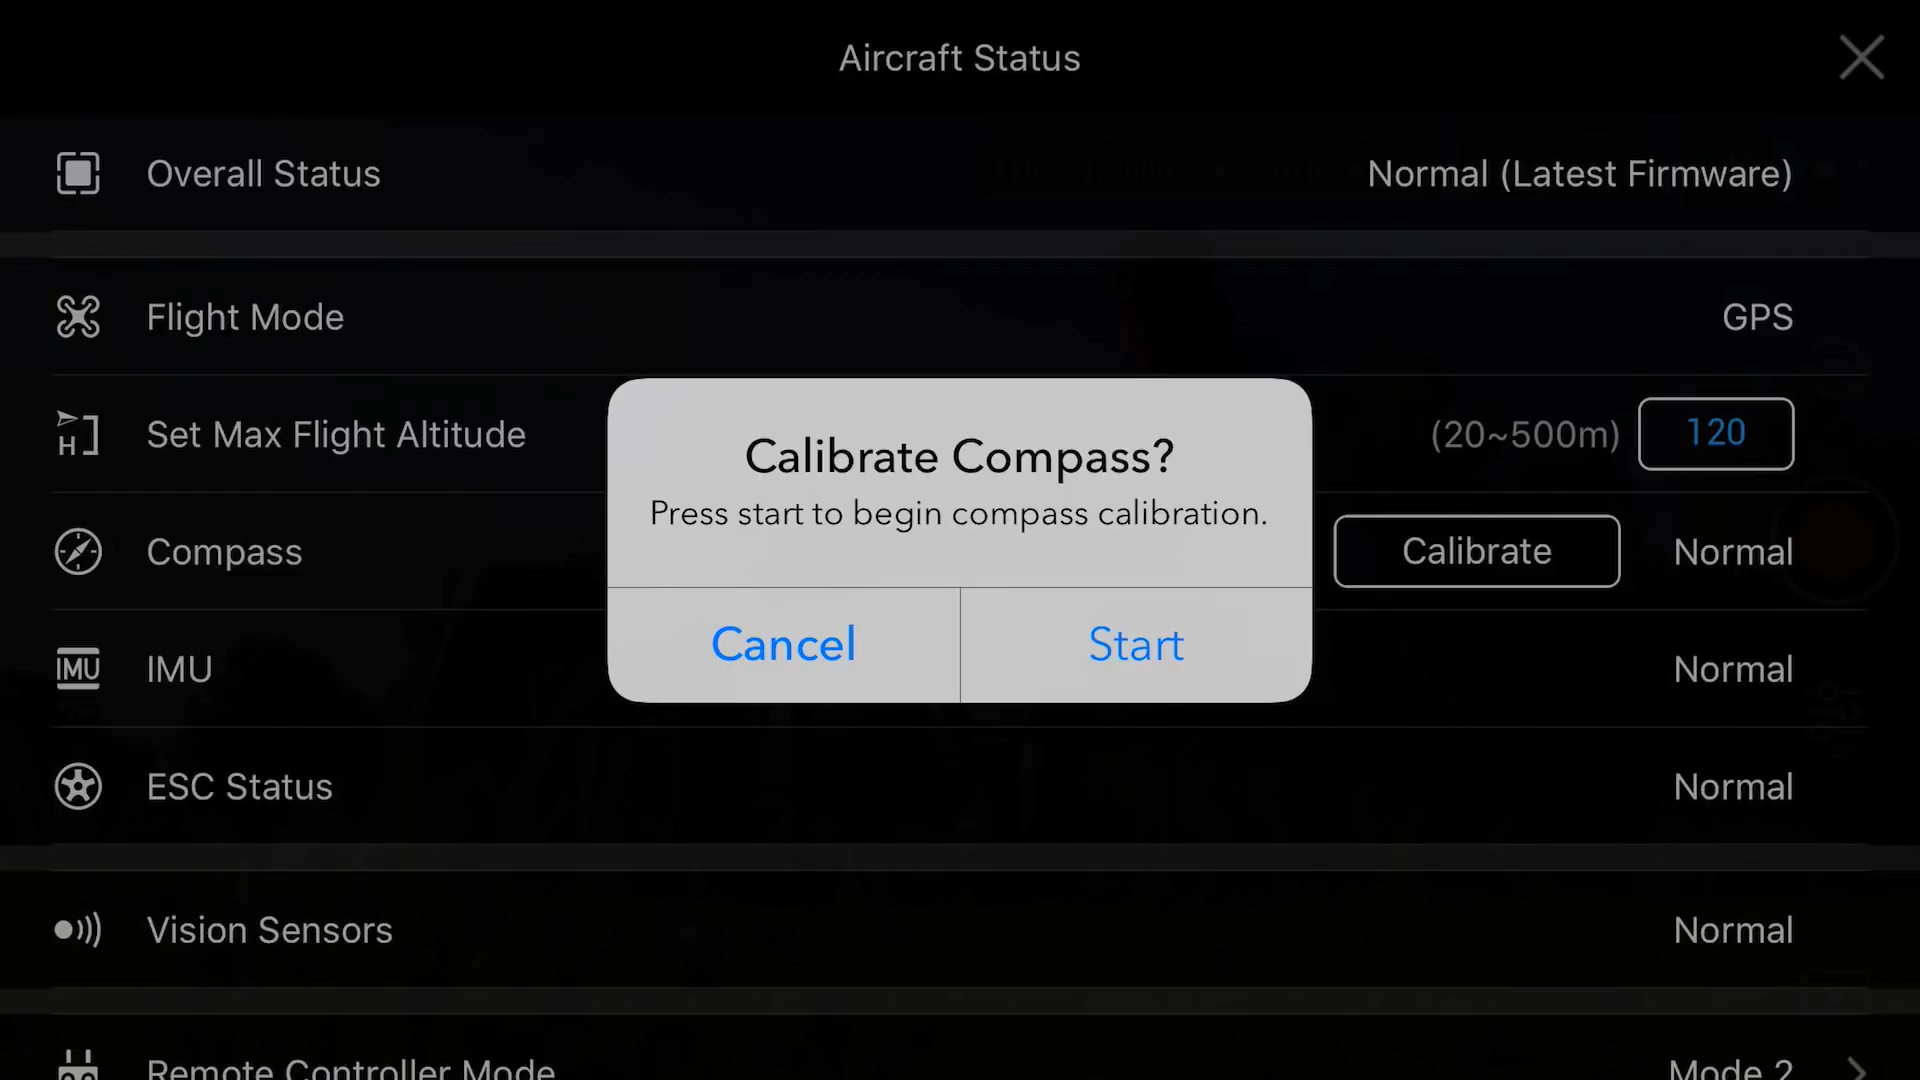 Aircraft Status
Overall Status
Normal (Latest Firmware)
Flight Mode
GPS
Set Max Flight Altitude
(20~500m)
120
Calibrate Compass?
Press start to begin compass calibration.
Compass
Calibrate
Normal
Cancel
Start
IMU
IMU
Normal
ESC Status
Normal
Vision Sensors
Normal
Remote Controller Mode
Mode 2